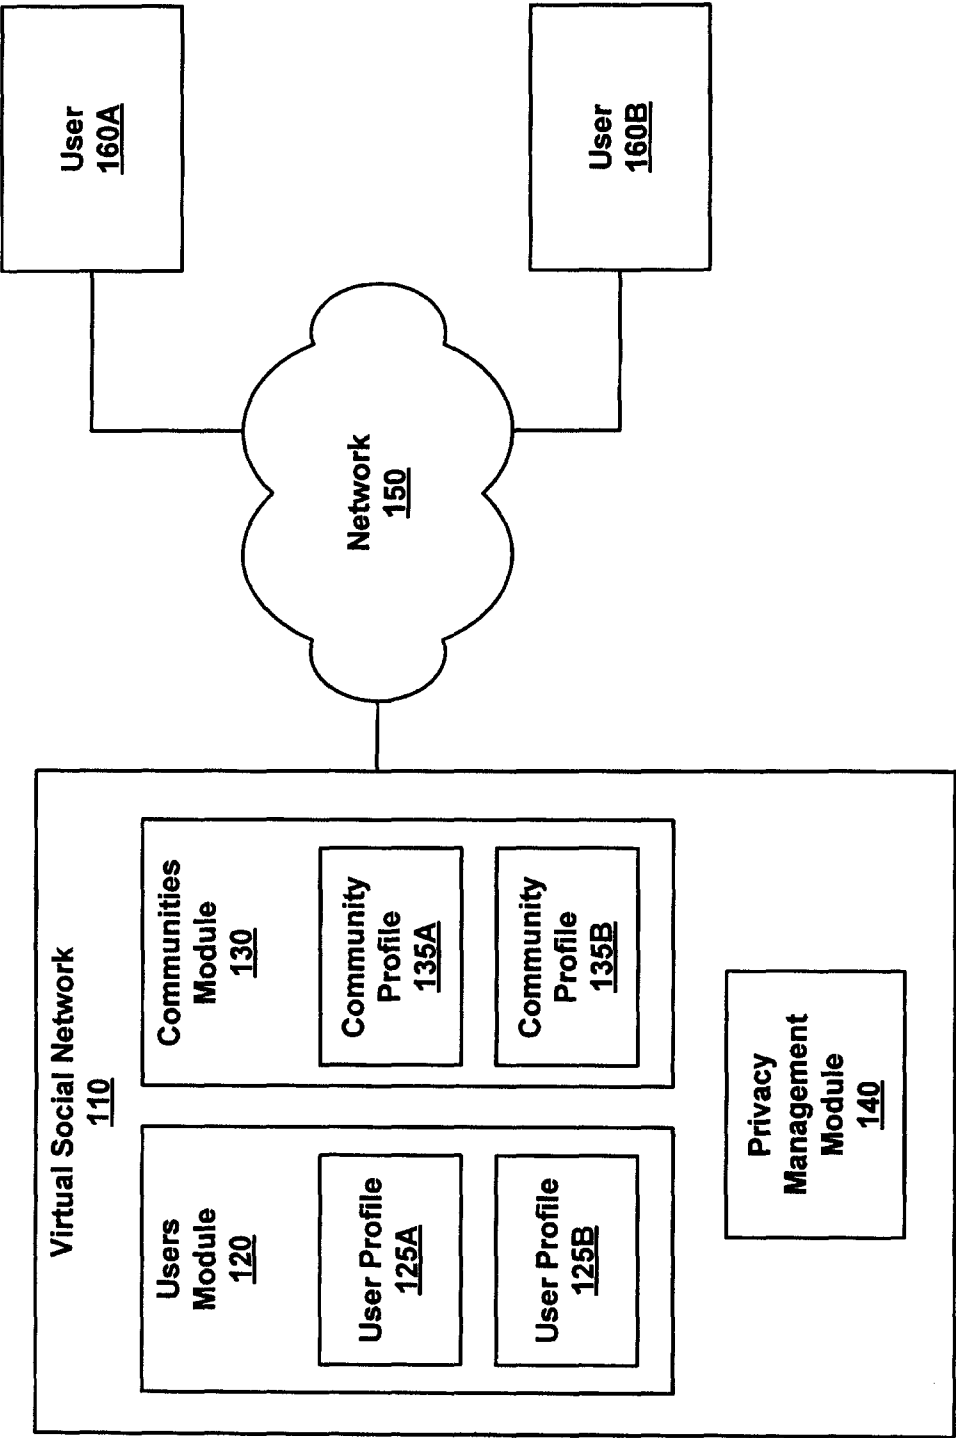 Virtual Social Network
110
Users
Module
120
User Profile
125A
User Profile
125B
Communities
Module
130
Community
Profile
135A
Community
Profile
135B
Privacy
Management
Module
140
Network
150
User
160A
User
160B